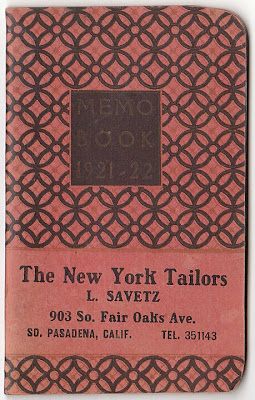 MEMO
BOOK
1921-22
The New York Tailors
L. SAVETZ
903 So. Fair Oaks Ave.
SO. PASADENA, CALIF. TEL. 351143